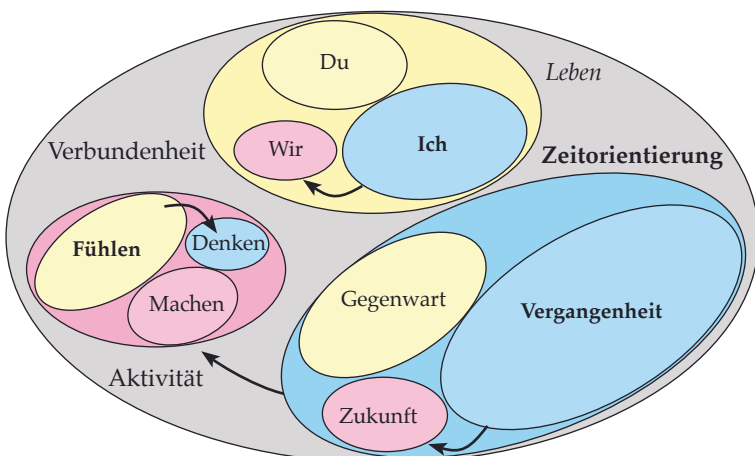 Du
Leben
Ich
Wir
Verbundenheit
Zeitorientierung
Fühlen
Denken
Machen
Gegenwart
Vergangenheit
Aktivität
Zukunft